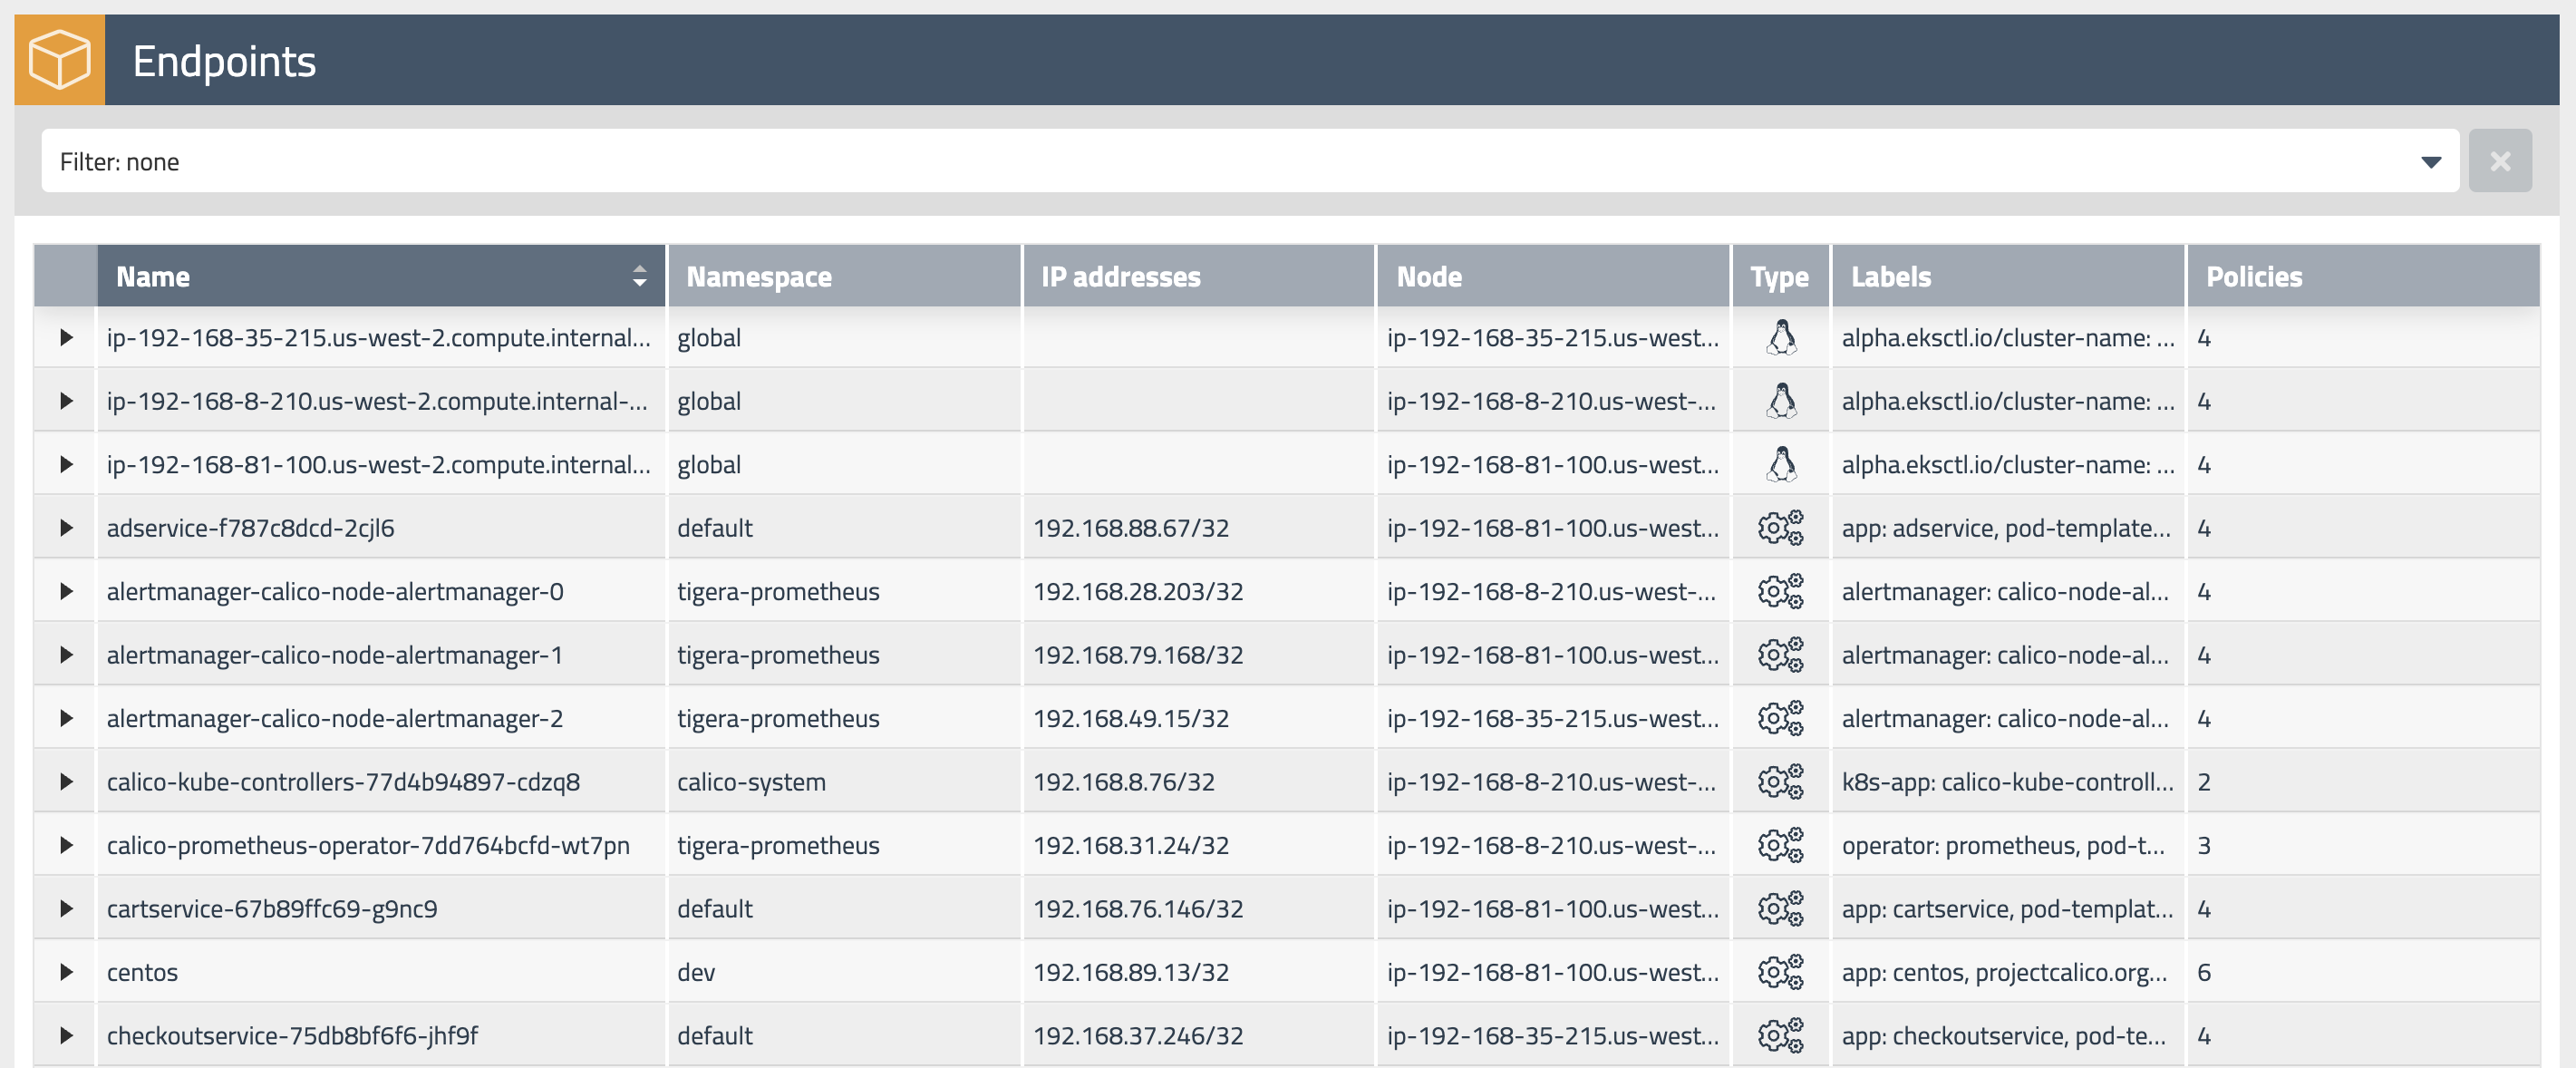 Endpoints
Filter: none
Name Namespace IP addresses Node Type Labels Policies
ip-192-168-35-215.us-west-2.compute.internal... global ip-192-168-35-215.us-west... alpha.eksctl.io/cluster-name: ... 4
ip-192-168-8-210.us-west-2.compute.internal-... global ip-192-168-8-210.us-west-... alpha.eksctl.io/cluster-name: ... 4
ip-192-168-81-100.us-west-2.compute.internal... global ip-192-168-81-100.us-west... alpha.eksctl.io/cluster-name: ... 4
adservice-f787c8dcd-2cjl6 default 192.168.88.67/32 ip-192-168-81-100.us-west... app: adservice, pod-template... 4
alertmanager-calico-node-alertmanager-0 tigera-prometheus 192.168.28.203/32 ip-192-168-8-210.us-west-... alertmanager: calico-node-al... 4
alertmanager-calico-node-alertmanager-1 tigera-prometheus 192.168.79.168/32 ip-192-168-81-100.us-west... alertmanager: calico-node-al... 4
alertmanager-calico-node-alertmanager-2 tigera-prometheus 192.168.49.15/32 ip-192-168-35-215.us-west... alertmanager: calico-node-al... 4
calico-kube-controllers-77d4b94897-cdzq8 calico-system 192.168.8.76/32 ip-192-168-8-210.us-west-... k8s-app: calico-kube-controll... 2
calico-prometheus-operator-7dd764bcfd-wt7pn tigera-prometheus 192.168.31.24/32 ip-192-168-8-210.us-west-... operator: prometheus, pod-t... 3
cartservice-67b89ffc69-g9nc9 default 192.168.76.146/32 ip-192-168-81-100.us-west... app: cartservice, pod-templat... 4
centos dev 192.168.89.13/32 ip-192-168-81-100.us-west... app: centos, projectcalico.org... 6
checkoutservice-75db8bf6f6-jhf9f default 192.168.37.246/32 ip-192-168-35-215.us-west... app: checkoutservice, pod-te... 4